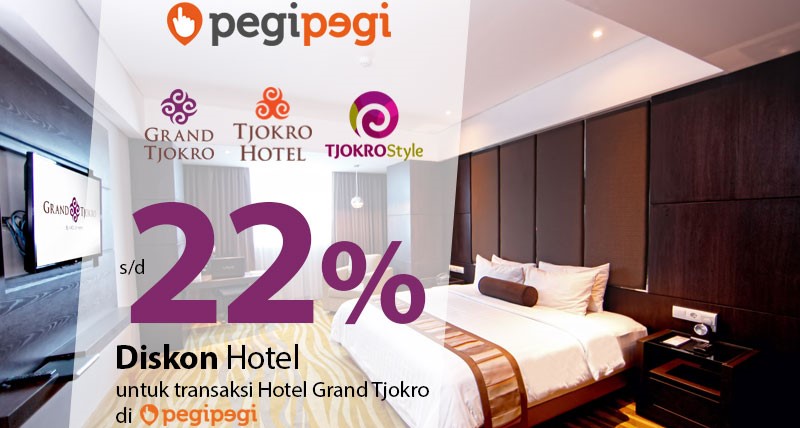 pegipegi
GRAND TJOKRO
TJOKRO HOTEL
TJOKROStyle
GRAND TJOKRO
s/d 22%
Diskon Hotel
untuk transaksi Hotel Grand Tjokro
di pegipegi